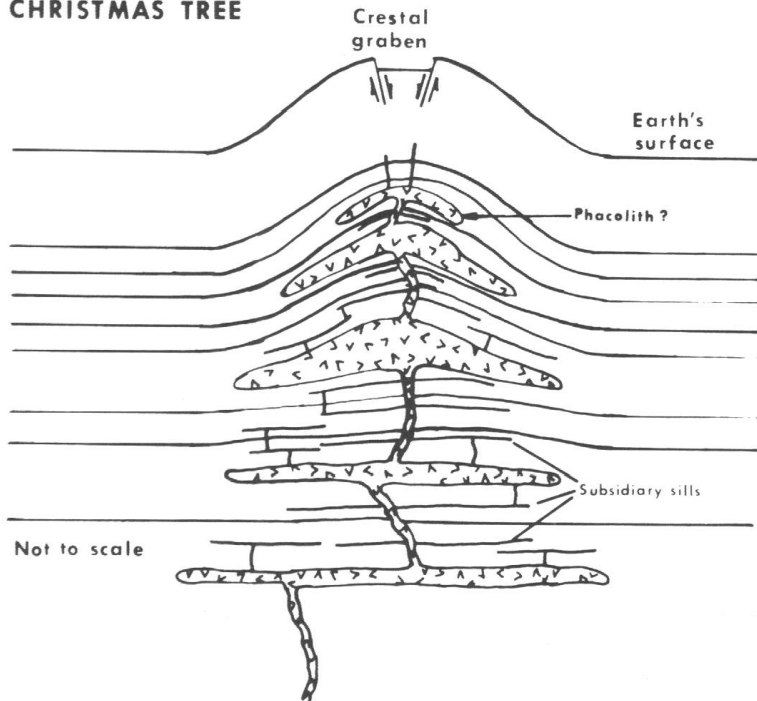 CHRISTMAS TREE
Crestal
graben
Earth's
surface
Phacolith ?
Subsidiary sills
Not to scale